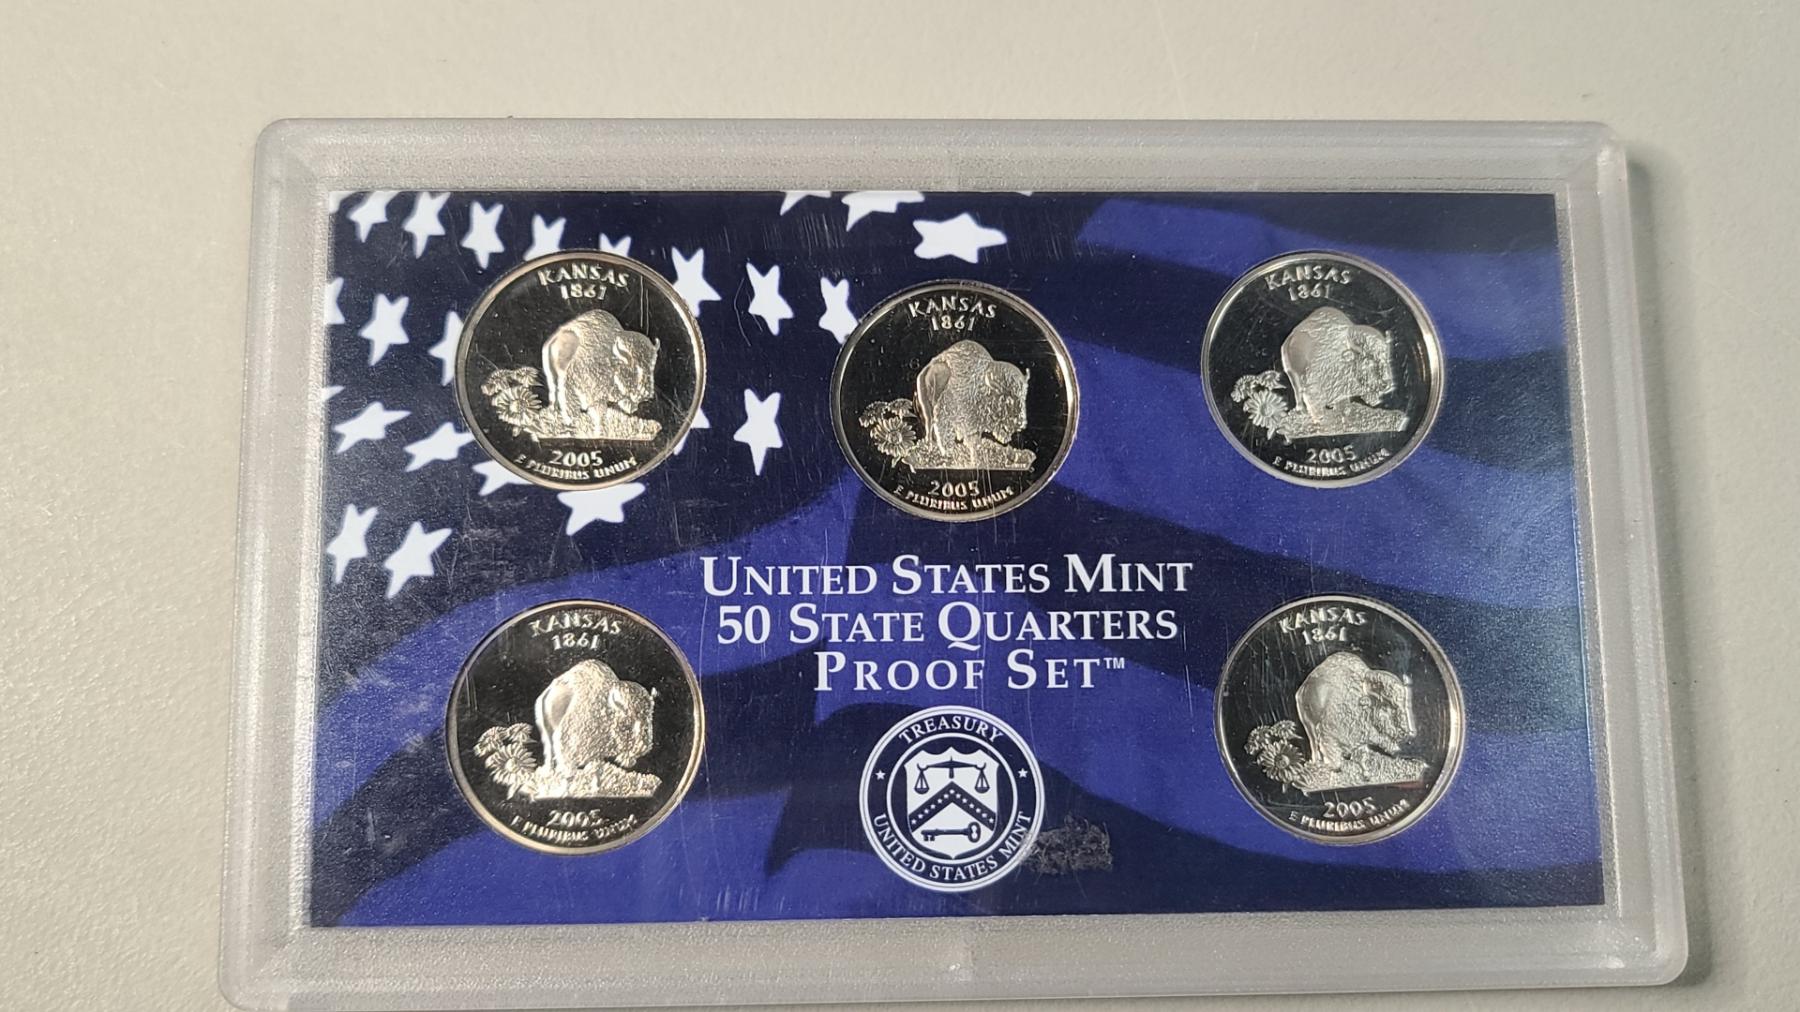 KANSAS
1861
2005
E PLURIBUS UNUM
KANSAS
1861
2005
E PLURIBUS UNUM
KANSAS
1861
2005
E PLURIBUS UNUM
UNITED STATES MINT
50 STATE QUARTERS
PROOF SET™
KANSAS
1861
2005
E PLURIBUS UNUM
TREASURY
UNITED STATES MINT
KANSAS
1861
2005
E PLURIBUS UNUM